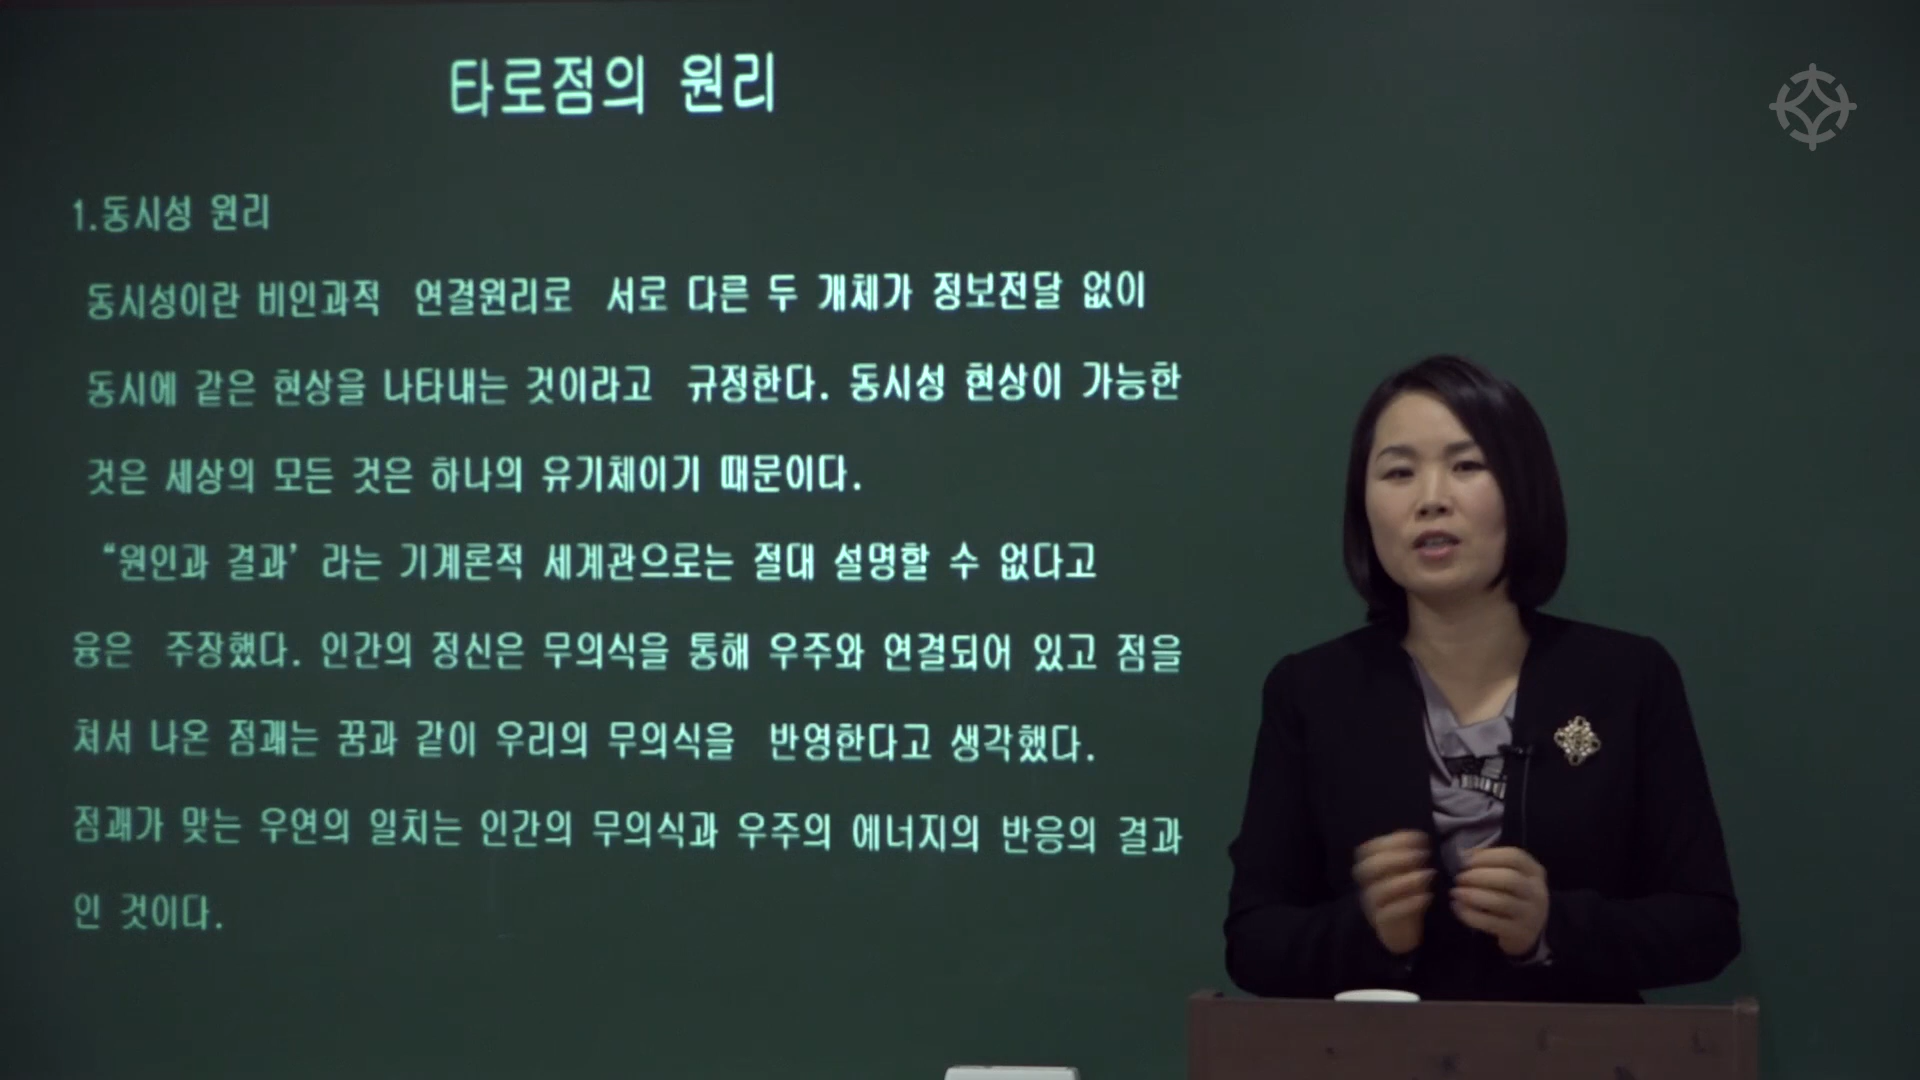 타로점의 원리
1.동시성 원리
동시성이란 비인과적 연결원리로 서로 다른 두 개체가 정보전달 없이
동시에 같은 현상을 나타내는 것이라고 규정한다. 동시성 현상이 가능한
것은 세상의 모든 것은 하나의 유기체이기 때문이다.
“원인과 결과’ 라는 기계론적 세계관으로는 절대 설명할 수 없다고
융은 주장했다. 인간의 정신은 무의식을 통해 우주와 연결되어 있고 점을
쳐서 나온 점괘는 꿈과 같이 우리의 무의식을 반영한다고 생각했다.
점괘가 맞는 우연의 일치는 인간의 무의식과 우주의 에너지의 반응의 결과
인 것이다.